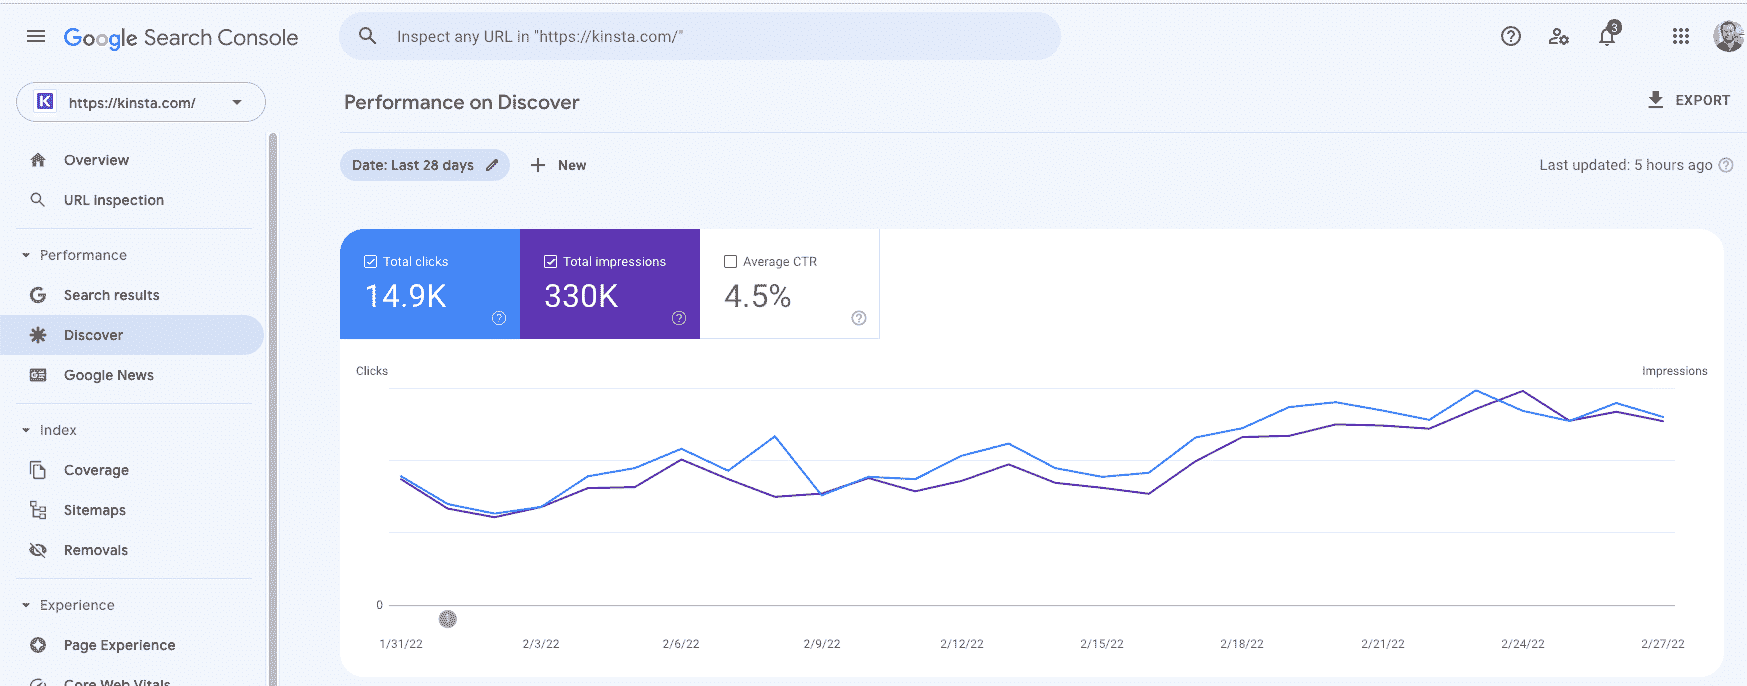 Google Search Console
Inspect any URL in "https://kinsta.com/"
3
K
https://kinsta.com/
Overview
URL inspection
Performance
Search results
Discover
Google News
Index
Coverage
Sitemaps
Removals
Experience
Page Experience
Core Web Vitals
Performance on Discover
EXPORT
Date: Last 28 days
New
Last updated: 5 hours ago
Total clicks
14.9K
Total impressions
330K
Average CTR
4.5%
Clicks
Impressions
0
1/31/22 2/3/22 2/6/22 2/9/22 2/12/22 2/15/22 2/18/22 2/21/22 2/24/22 2/27/22